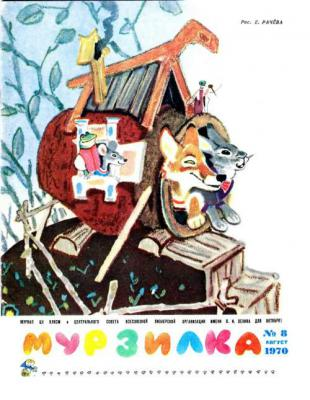 Рис. Е. РАЧЁВА
ЖУРНАЛ ЦК ВЛКСМ и ЦЕНТРАЛЬНОГО СОВЕТА ВСЕСОЮЗНОЙ ПИОНЕРСКОЙ ОРГАНИЗАЦИИ ИМЕНИ В. И. ЛЕНИНА ДЛЯ ОКТЯБРЯТ
МУРЗИЛКА
№ 8
АВГУСТ
1970